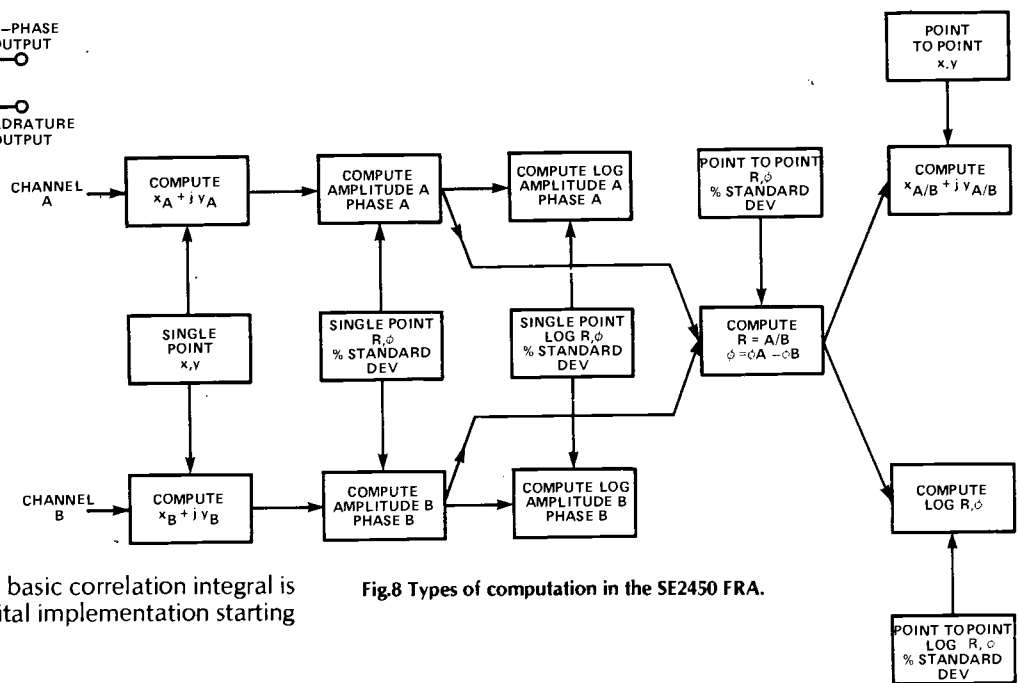 -PHASE
OUTPUT
ADRATURE
OUTPUT
CHANNEL
A
COMPUTE
xA + j yA
COMPUTE
AMPLITUDE A
PHASE A
COMPUTE LOG
AMPLITUDE A
PHASE A
POINT TO POINT
R,ϕ
% STANDARD
DEV
POINT
TO POINT
x,y
COMPUTE
xA/B + j yA/B
SINGLE
POINT
x,y
SINGLE POINT
R,ϕ
% STANDARD
DEV
SINGLE POINT
LOG R,ϕ
% STANDARD
DEV
COMPUTE
R = A/B
ϕ = ϕA − ϕB
CHANNEL
B
COMPUTE
xB + j yB
COMPUTE
AMPLITUDE B
PHASE B
COMPUTE LOG
AMPLITUDE B
PHASE B
COMPUTE
LOG R,ϕ
POINT TO POINT
LOG R,ϕ
% STANDARD
DEV
basic correlation integral is
ital implementation starting
Fig.8 Types of computation in the SE2450 FRA.